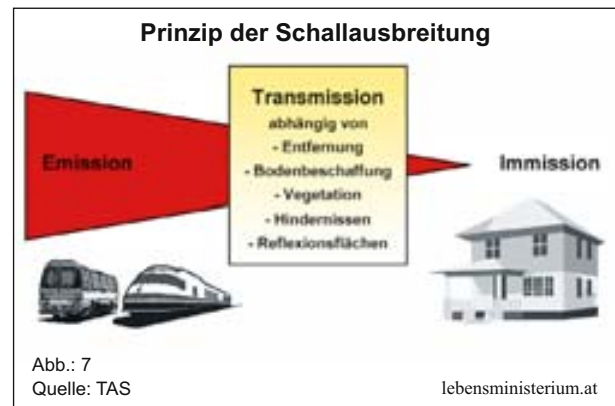 Prinzip der Schallausbreitung
Emission
Transmission
abhängig von
- Entfernung
- Bodenbeschaffung
- Vegetation
- Hindernissen
- Reflexionsflächen
Immission
Abb.: 7
Quelle: TAS
lebensministerium.at